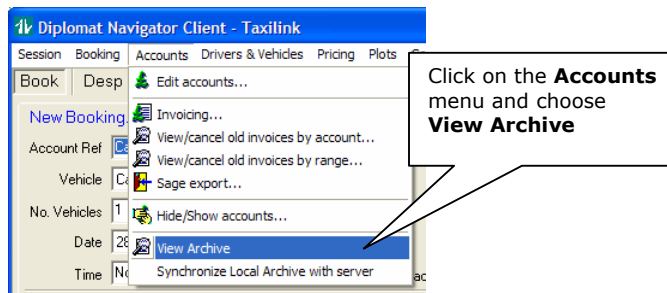 Diplomat Navigator Client - Taxilink
Session Booking Accounts Drivers & Vehicles Pricing Plots
Book Desp
Edit accounts...
New Booking
Invoicing...
Account Ref
View/cancel old invoices by account...
View/cancel old invoices by range...
Vehicle
Sage export...
No. Vehicles 1
Hide/Show accounts...
Date 28
View Archive
Time
Synchronize Local Archive with server
Click on the Accounts
menu and choose
View Archive